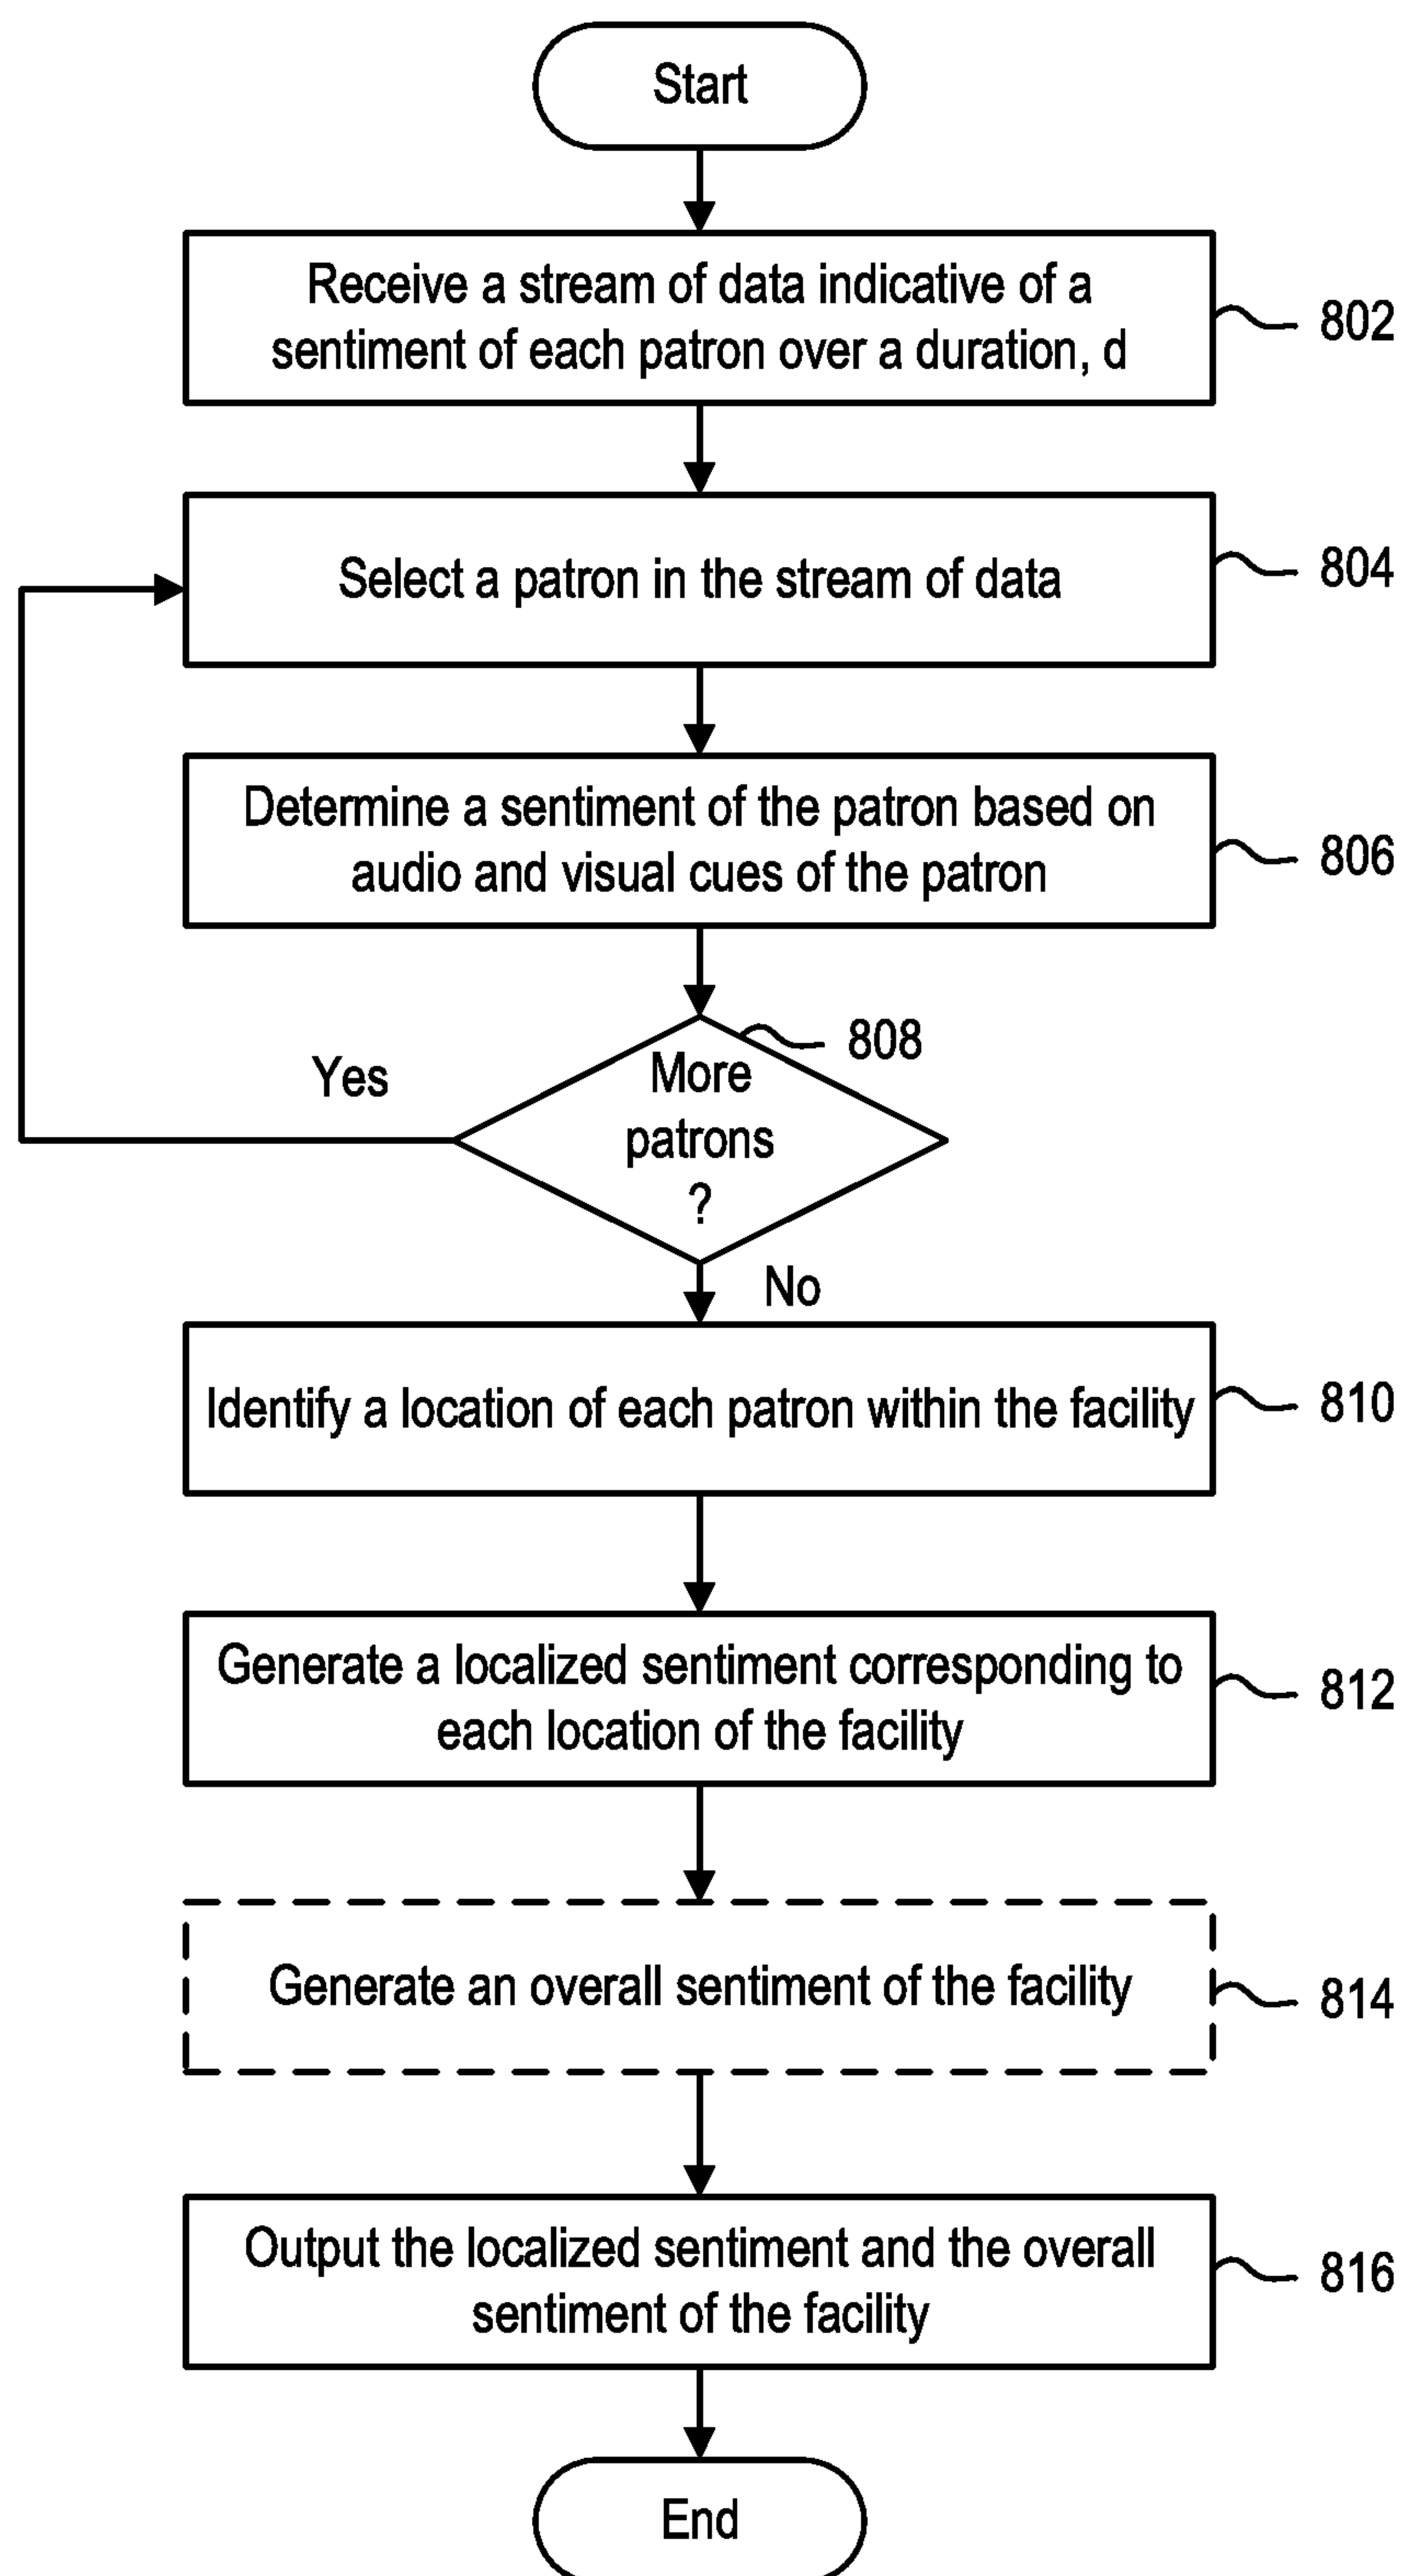 Start
Receive a stream of data indicative of a
sentiment of each patron over a duration, d
802
Select a patron in the stream of data
804
Determine a sentiment of the patron based on
audio and visual cues of the patron
806
808
More
patrons
?
Yes
No
Identify a location of each patron within the facility
810
Generate a localized sentiment corresponding to
each location of the facility
812
Generate an overall sentiment of the facility
814
Output the localized sentiment and the overall
sentiment of the facility
816
End